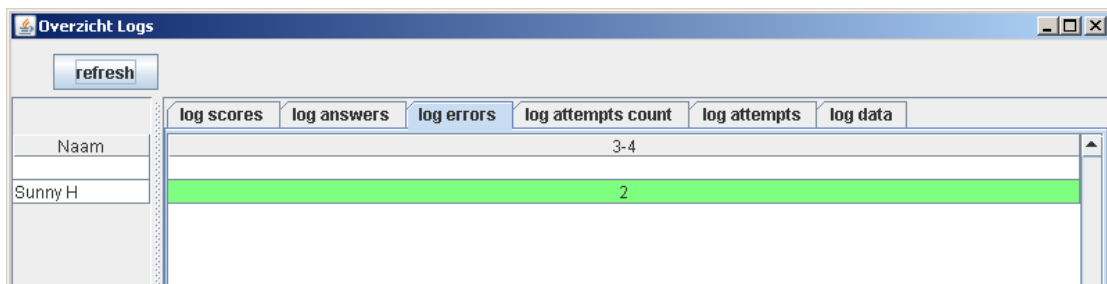 Overzicht Logs
refresh
log scores log answers log errors log attempts count log attempts log data
Naam 3-4
Sunny H 2